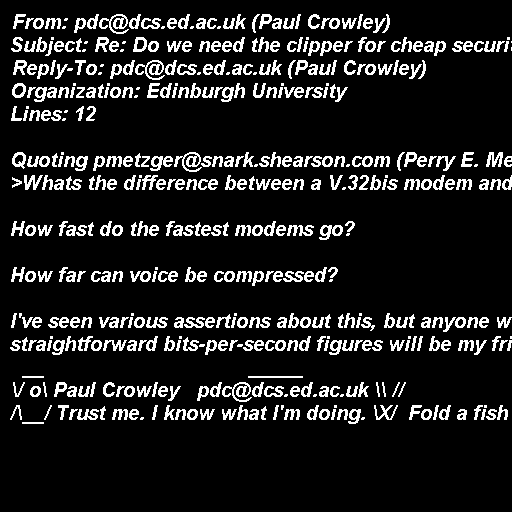 From: pdc@dcs.ed.ac.uk (Paul Crowley)
Subject: Re: Do we need the clipper for cheap securit
Reply-To: pdc@dcs.ed.ac.uk (Paul Crowley)
Organization: Edinburgh University
Lines: 12
Quoting pmetzger@snark.shearson.com (Perry E. Me
>Whats the difference between a V.32bis modem and
How fast do the fastest modems go?
How far can voice be compressed?
I've seen various assertions about this, but anyone w
straightforward bits-per-second figures will be my fri
__ _____
\/ o\ Paul Crowley pdc@dcs.ed.ac.uk \\ //
/\__/ Trust me. I know what I'm doing. \X/ Fold a fish